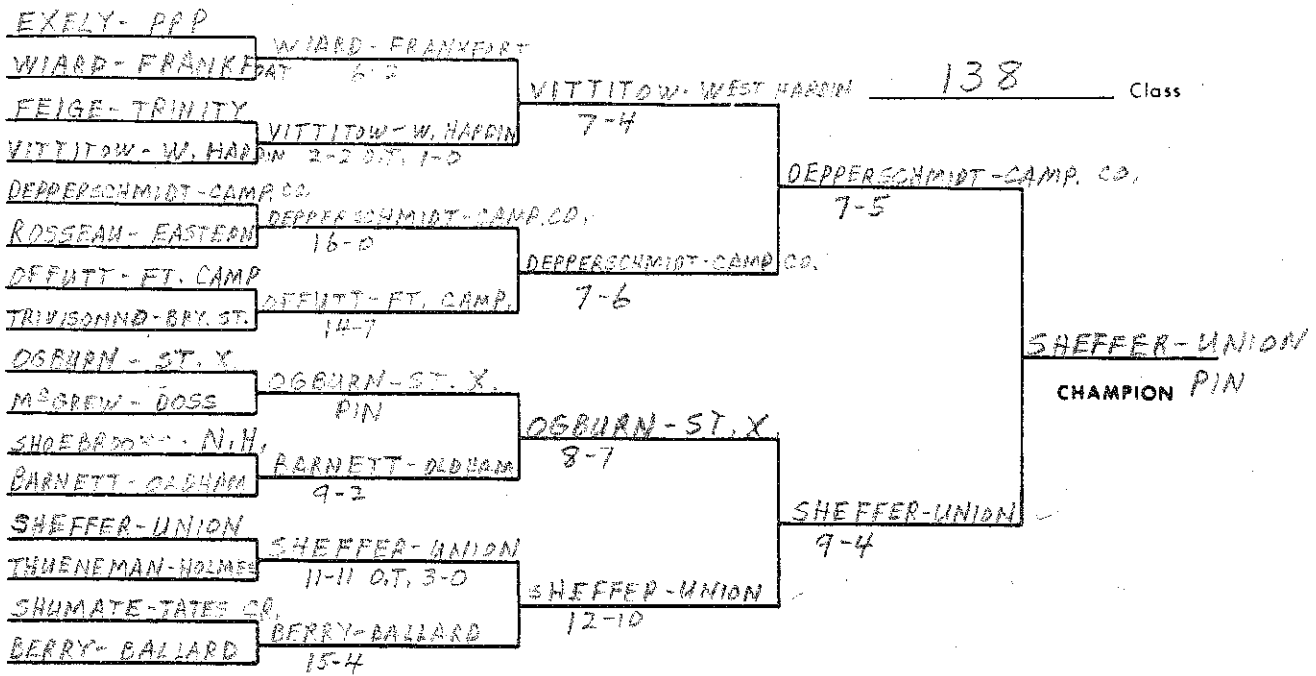 EXELY - PPP
WIARD - FRANKFORT
FEIGE - TRINITY
VITTITOW - W. HARDIN
DEPPERSCHMIDT - CAMP. CO.
ROSSEAU - EASTERN
OFFUTT - FT. CAMP
TRIVISONNO - BRY. ST.
OGBURN - ST. X.
McGREW - DOSS
N.H.
BARNETT - OLDHAM
SHEFFER - UNION
THUENEMAN - HOLMES
SHUMATE - TATES CR.
BERRY - BALLARD
WIARD - FRANKFORT
6-2
VITTITOW - W. HARDIN
2-2 O.T. 1-0
DEPPERSCHMIDT - CAMP. CO.
16-0
OFFUTT - FT. CAMP.
14-7
OGBURN - ST. X.
PIN
BARNETT - OLDHAM
9-2
SHEFFER - UNION
11-11 O.T. 3-0
BERRY - BALLARD
15-4
VITTITOW - WEST HARDIN
7-4
DEPPERSCHMIDT - CAMP. CO.
7-6
OGBURN - ST. X.
8-7
SHEFFER - UNION
12-10
138 Class
DEPPERSCHMIDT - CAMP. CO.
7-5
SHEFFER - UNION
9-4
SHEFFER - UNION
CHAMPION PIN